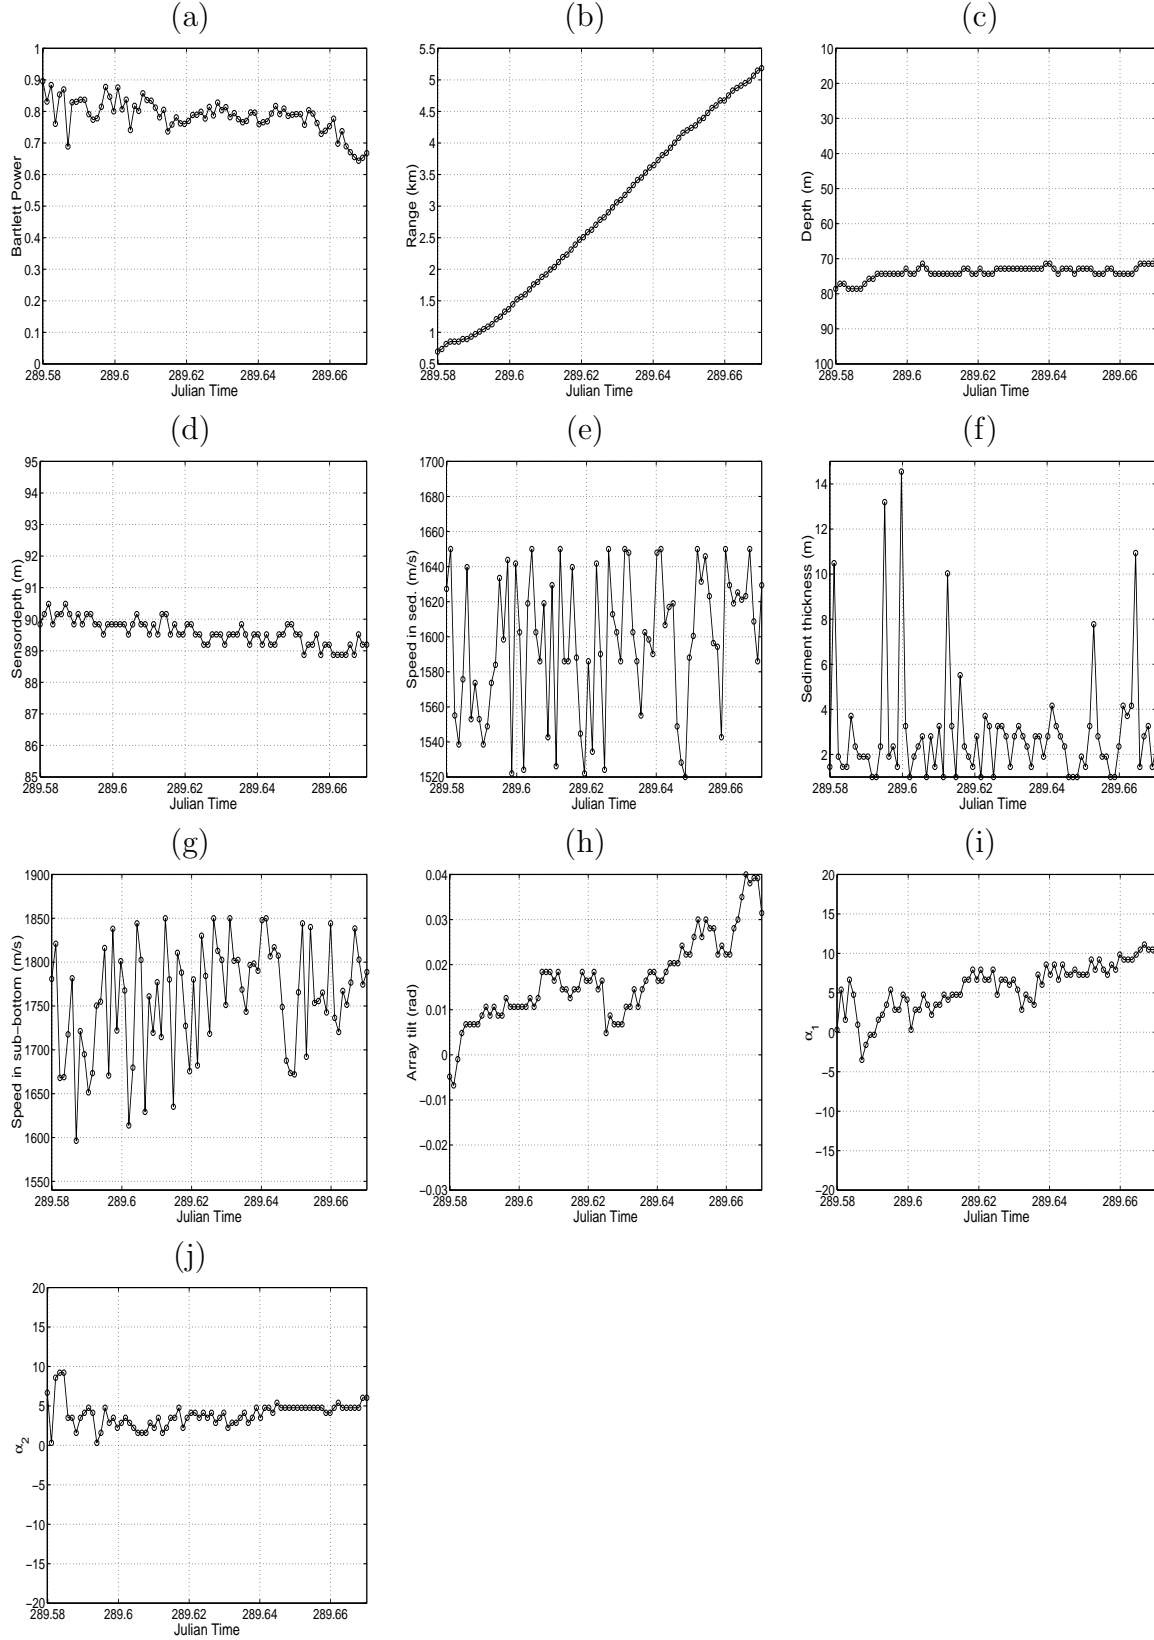 (a)
1
0.9
0.8
0.7
0.6
0.5
0.4
0.3
0.2
0.1
0
Bartlett Power
289.58 289.6 289.62 289.64 289.66
Julian Time
(b)
5.5
5
4.5
4
3.5
3
2.5
2
1.5
1
0.5
Range (km)
289.58 289.6 289.62 289.64 289.66
Julian Time
(c)
10
20
30
40
50
60
70
80
90
100
Depth (m)
289.58 289.6 289.62 289.64 289.66
Julian Time
(d)
95
94
93
92
91
90
89
88
87
86
85
Sensordepth (m)
289.58 289.6 289.62 289.64 289.66
Julian Time
(e)
1700
1680
1660
1640
1620
1600
1580
1560
1540
1520
Speed in sed. (m/s)
289.58 289.6 289.62 289.64 289.66
Julian Time
(f)
14
12
10
8
6
4
2
Sediment thickness (m)
289.58 289.6 289.62 289.64 289.66
Julian Time
(g)
1900
1850
1800
1750
1700
1650
1600
1550
Speed in sub−bottom (m/s)
289.58 289.6 289.62 289.64 289.66
Julian Time
(h)
0.04
0.03
0.02
0.01
0
−0.01
−0.02
−0.03
Array tilt (rad)
289.58 289.6 289.62 289.64 289.66
Julian Time
(i)
20
15
10
5
0
−5
−10
−15
−20
α1
289.58 289.6 289.62 289.64 289.66
Julian Time
(j)
20
15
10
5
0
−5
−10
−15
−20
α2
289.58 289.6 289.62 289.64 289.66
Julian Time